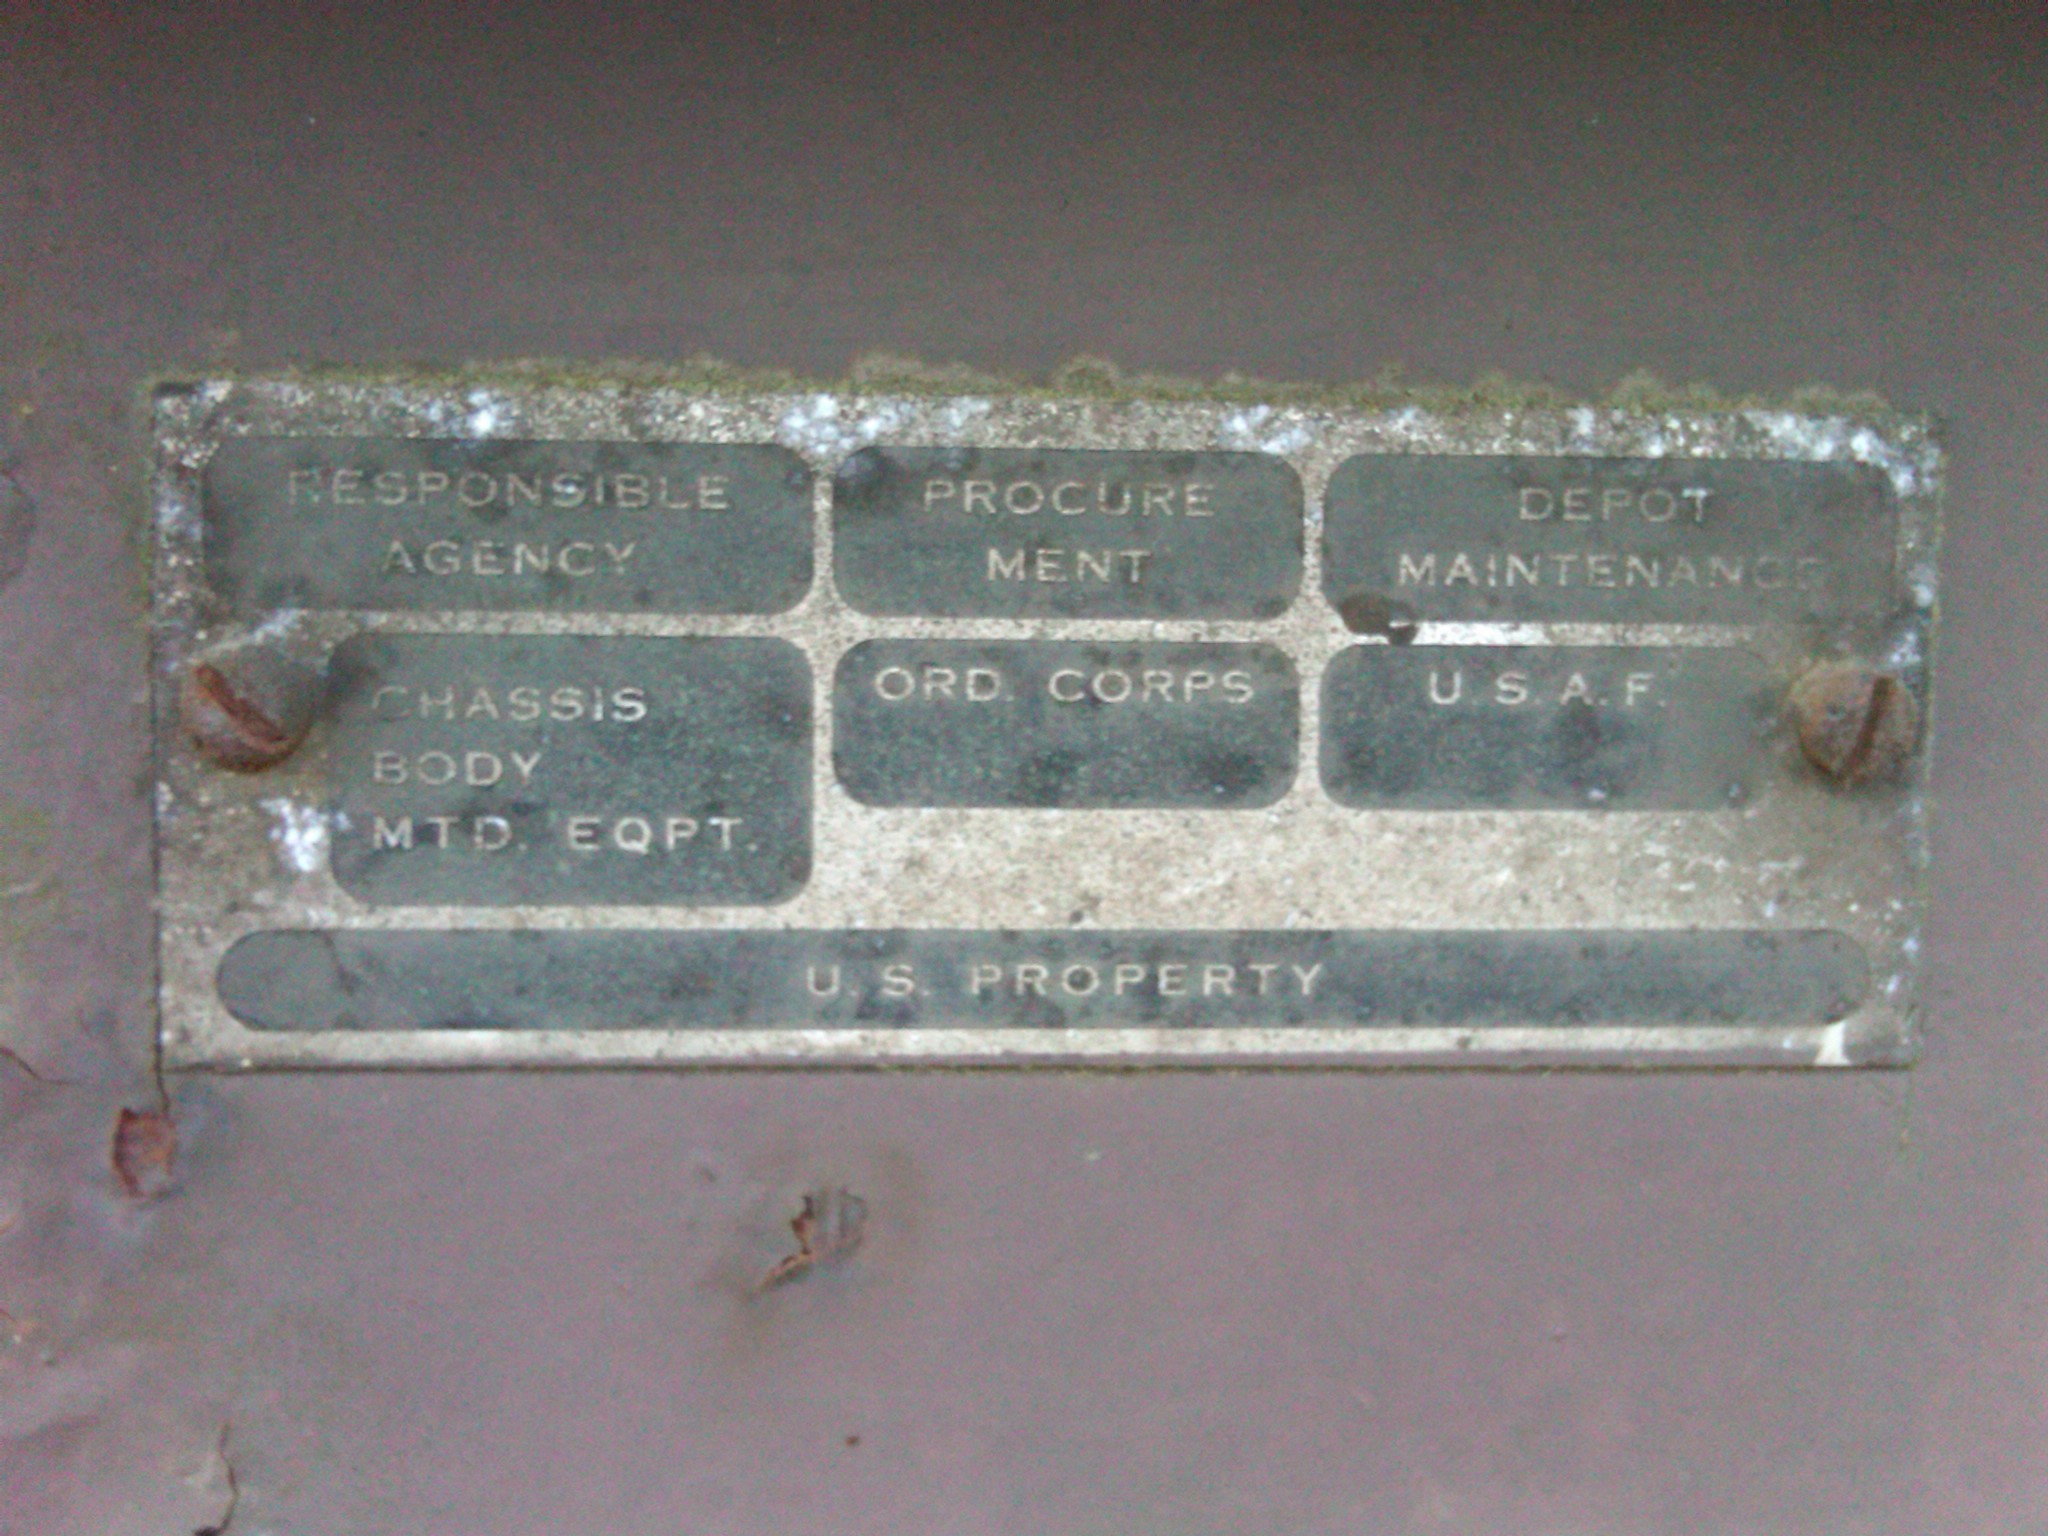 RESPONSIBLE
AGENCY
PROCURE
MENT
DEPOT
MAINTENANCE
CHASSIS
BODY
MTD. EQPT.
ORD. CORPS
U.S.A.F.
U.S. PROPERTY